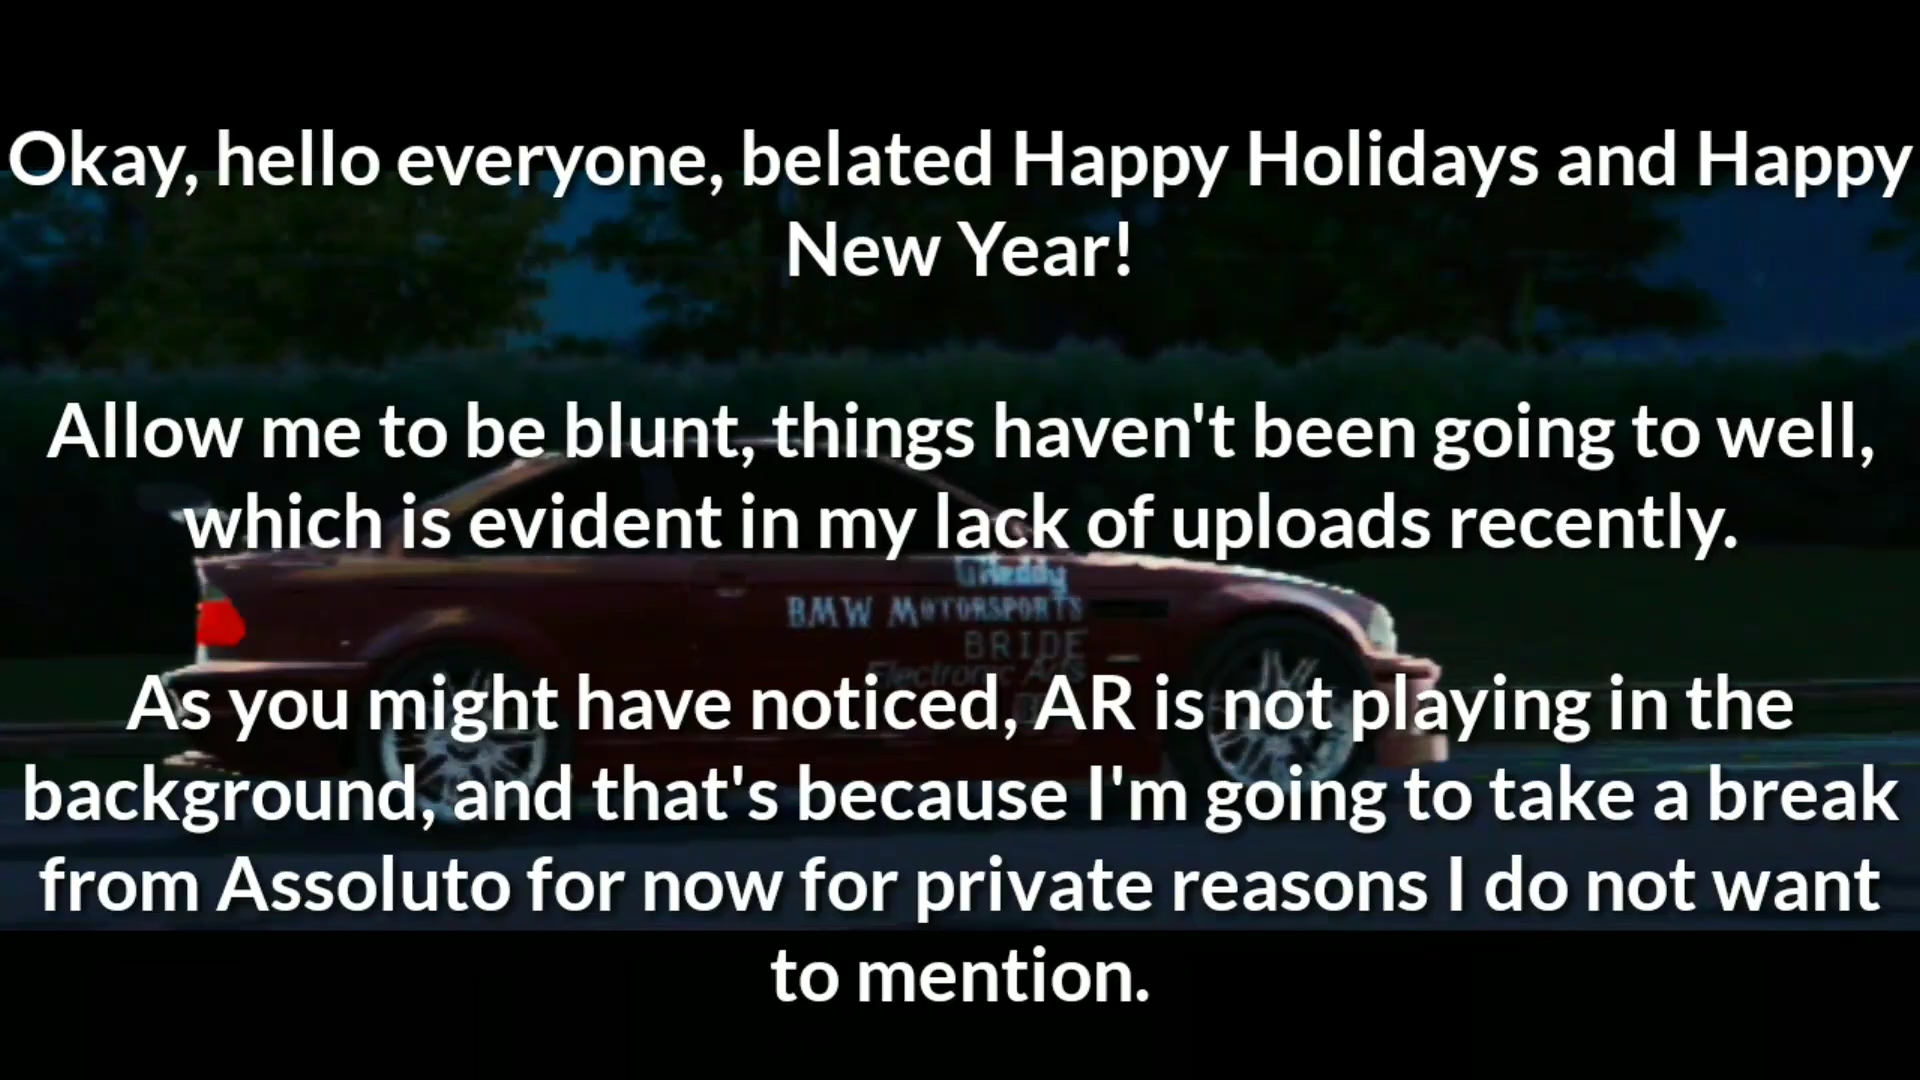 Okay, hello everyone, belated Happy Holidays and Happy
New Year!
Allow me to be blunt, things haven't been going to well,
which is evident in my lack of uploads recently.
GReddy
BMW MOTORSPORTS
BRIDE
Electronic Arts
As you might have noticed, AR is not playing in the
background, and that's because I'm going to take a break
from Assoluto for now for private reasons I do not want
to mention.